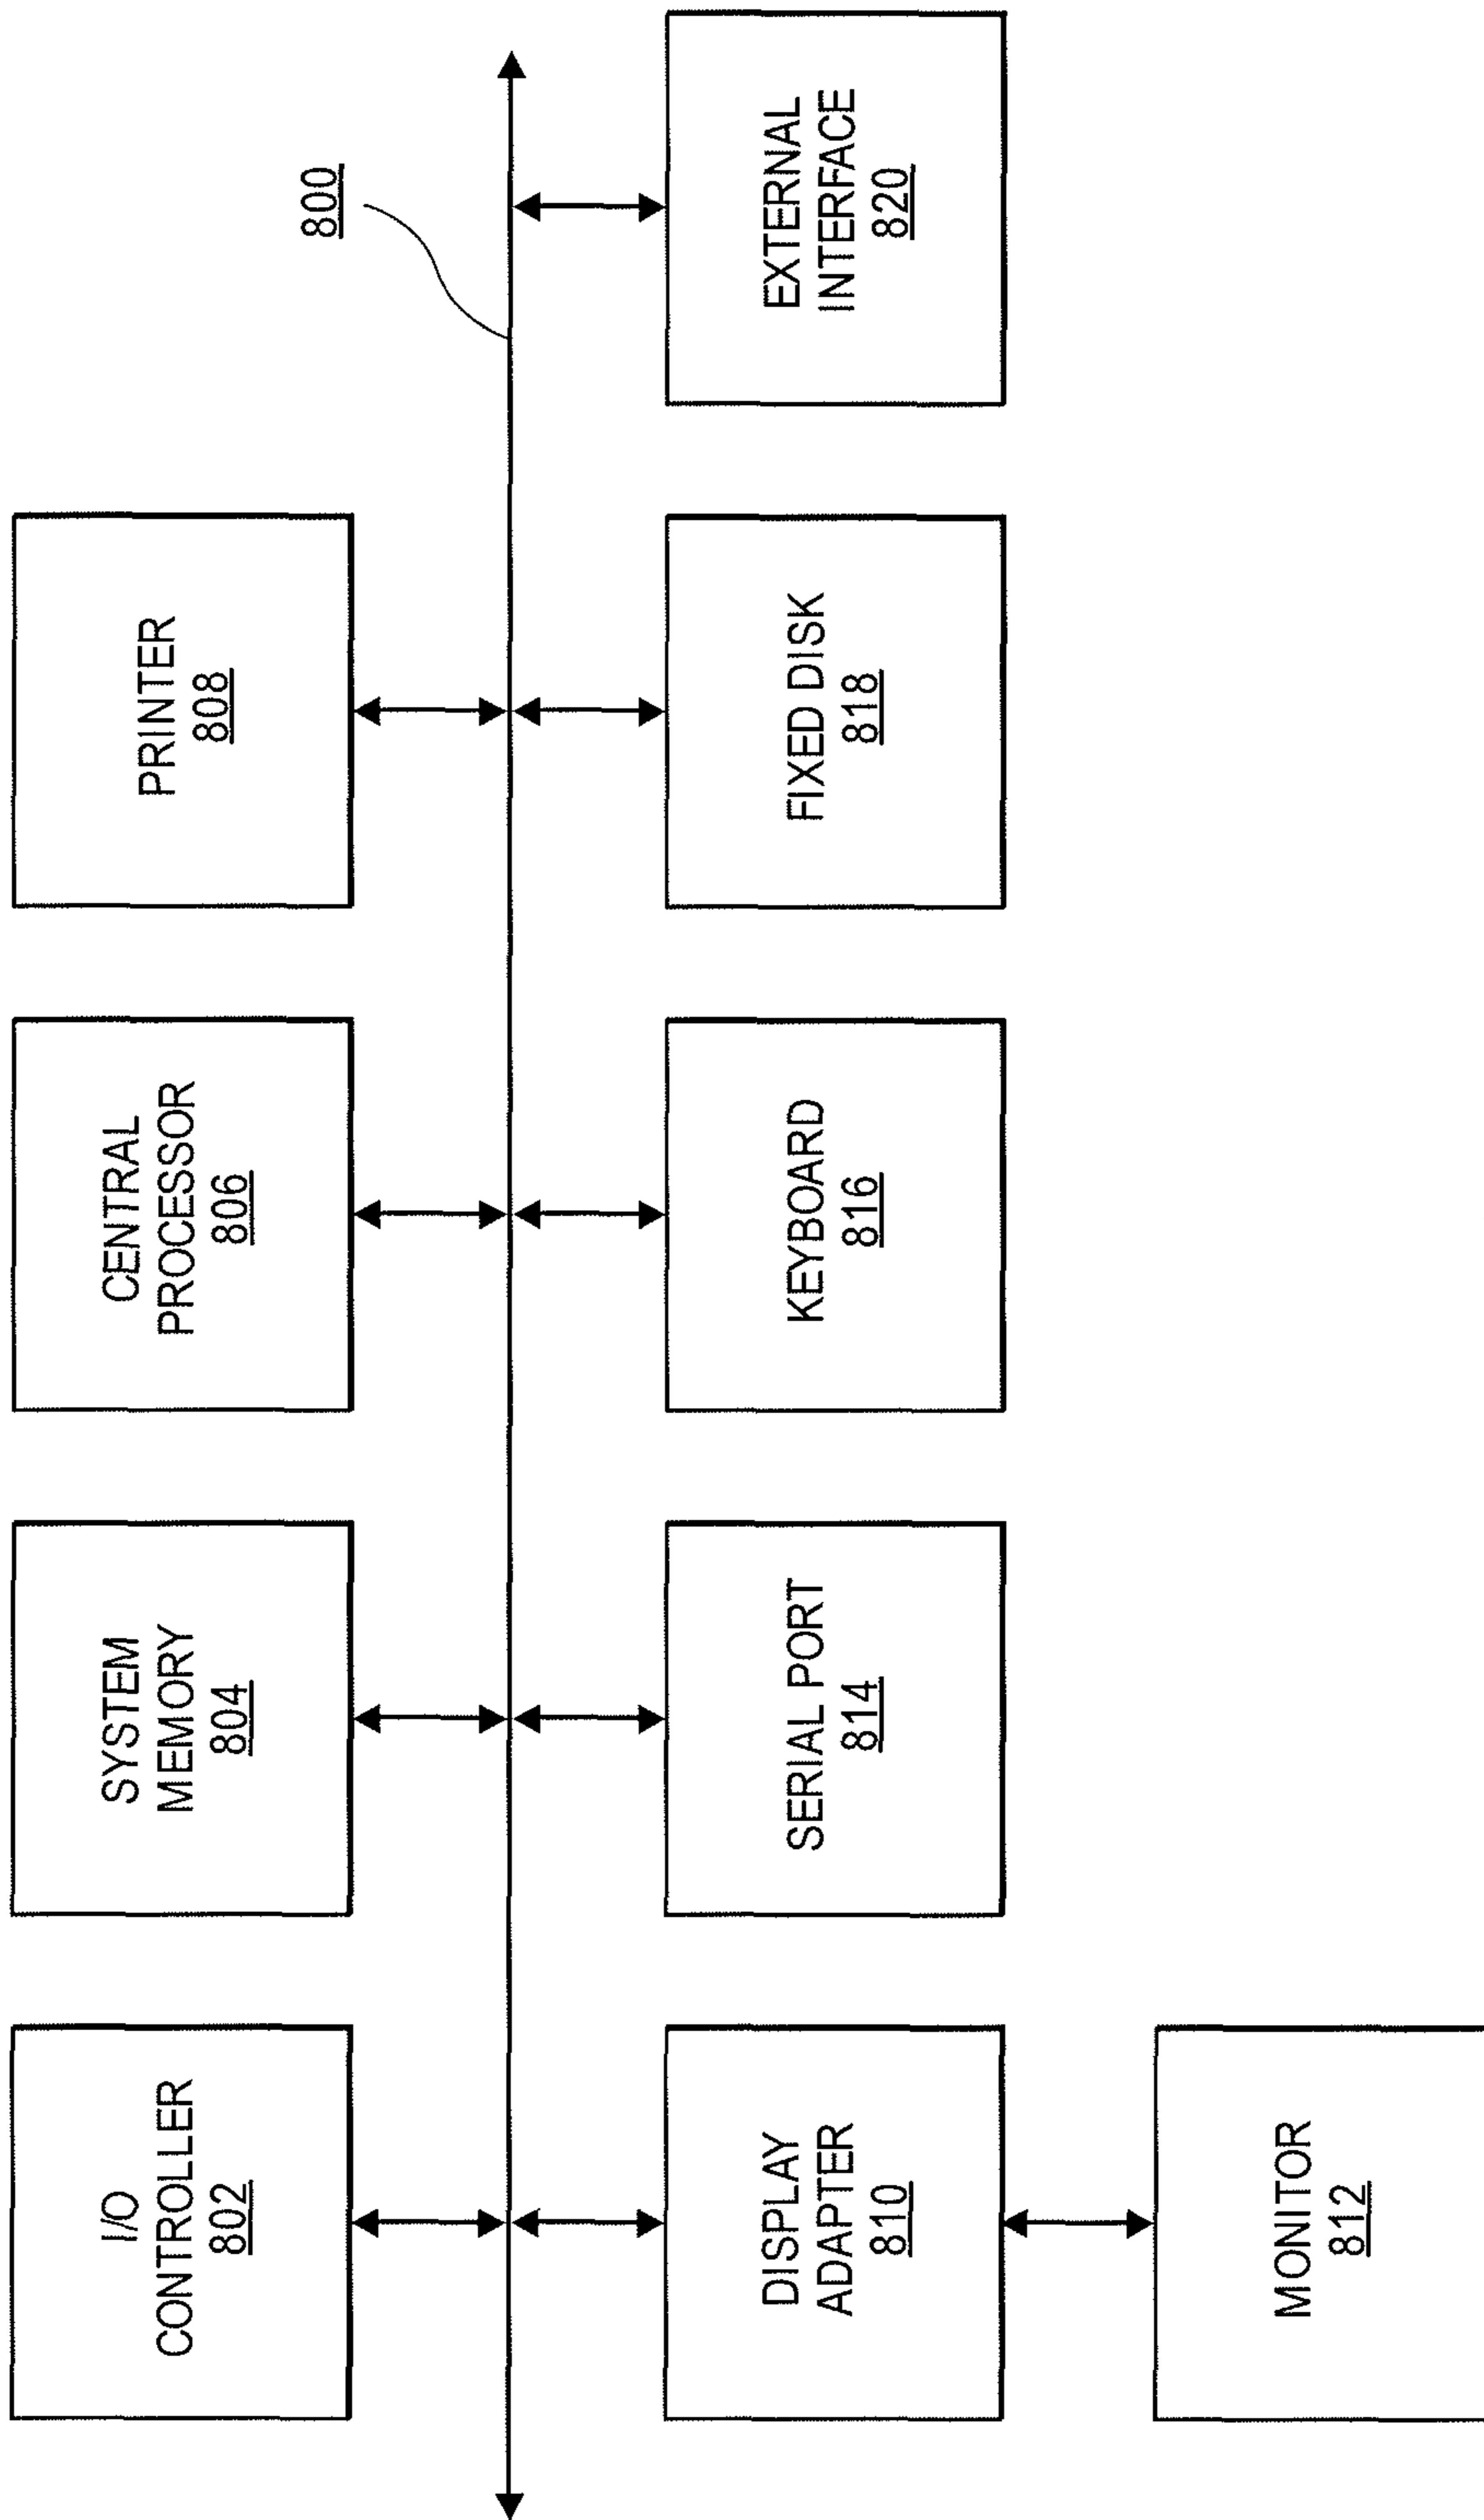 I/O
CONTROLLER
802
SYSTEM
MEMORY
804
CENTRAL
PROCESSOR
806
PRINTER
808
800
DISPLAY
ADAPTER
810
SERIAL PORT
814
KEYBOARD
816
FIXED DISK
818
EXTERNAL
INTERFACE
820
MONITOR
812